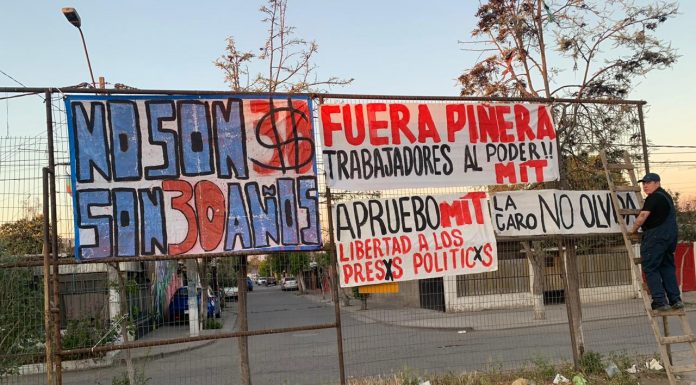 NO SON $30
SON 30 AÑOS
FUERA PIÑERA
TRABAJADORES AL PODER!!
MIT
APRUEBO MIT
LIBERTAD A LOS
PRESXS POLITICXS
LA
CARO NO OLVIDA